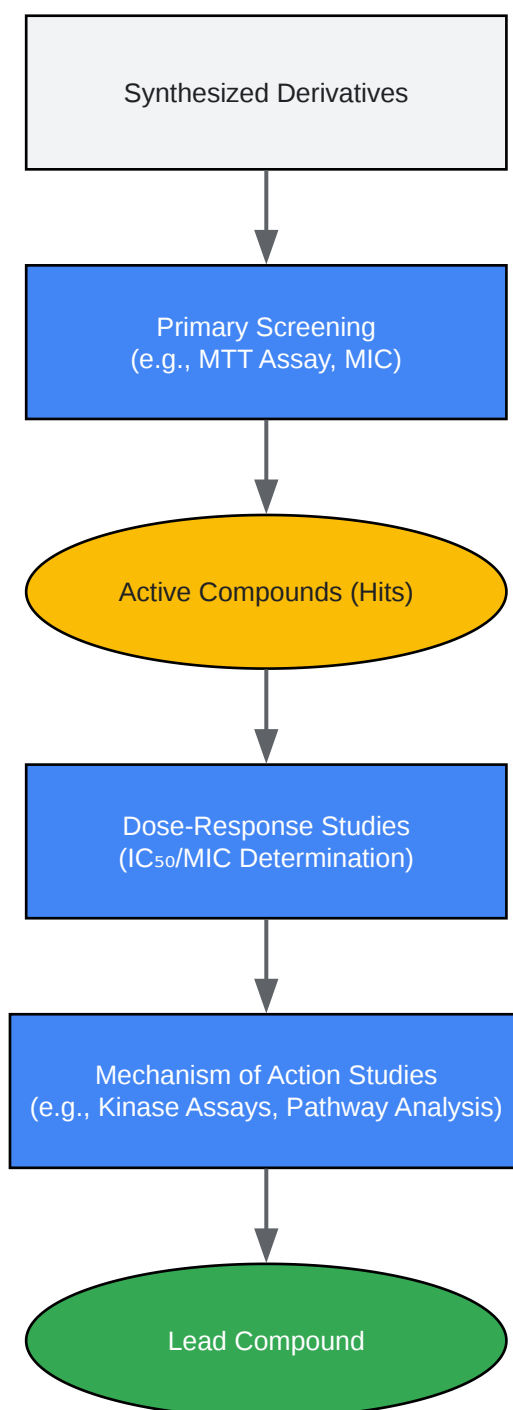 Synthesized Derivatives
Primary Screening
(e.g., MTT Assay, MIC)
Active Compounds (Hits)
Dose-Response Studies
(IC₅₀/MIC Determination)
Mechanism of Action Studies
(e.g., Kinase Assays, Pathway Analysis)
Lead Compound